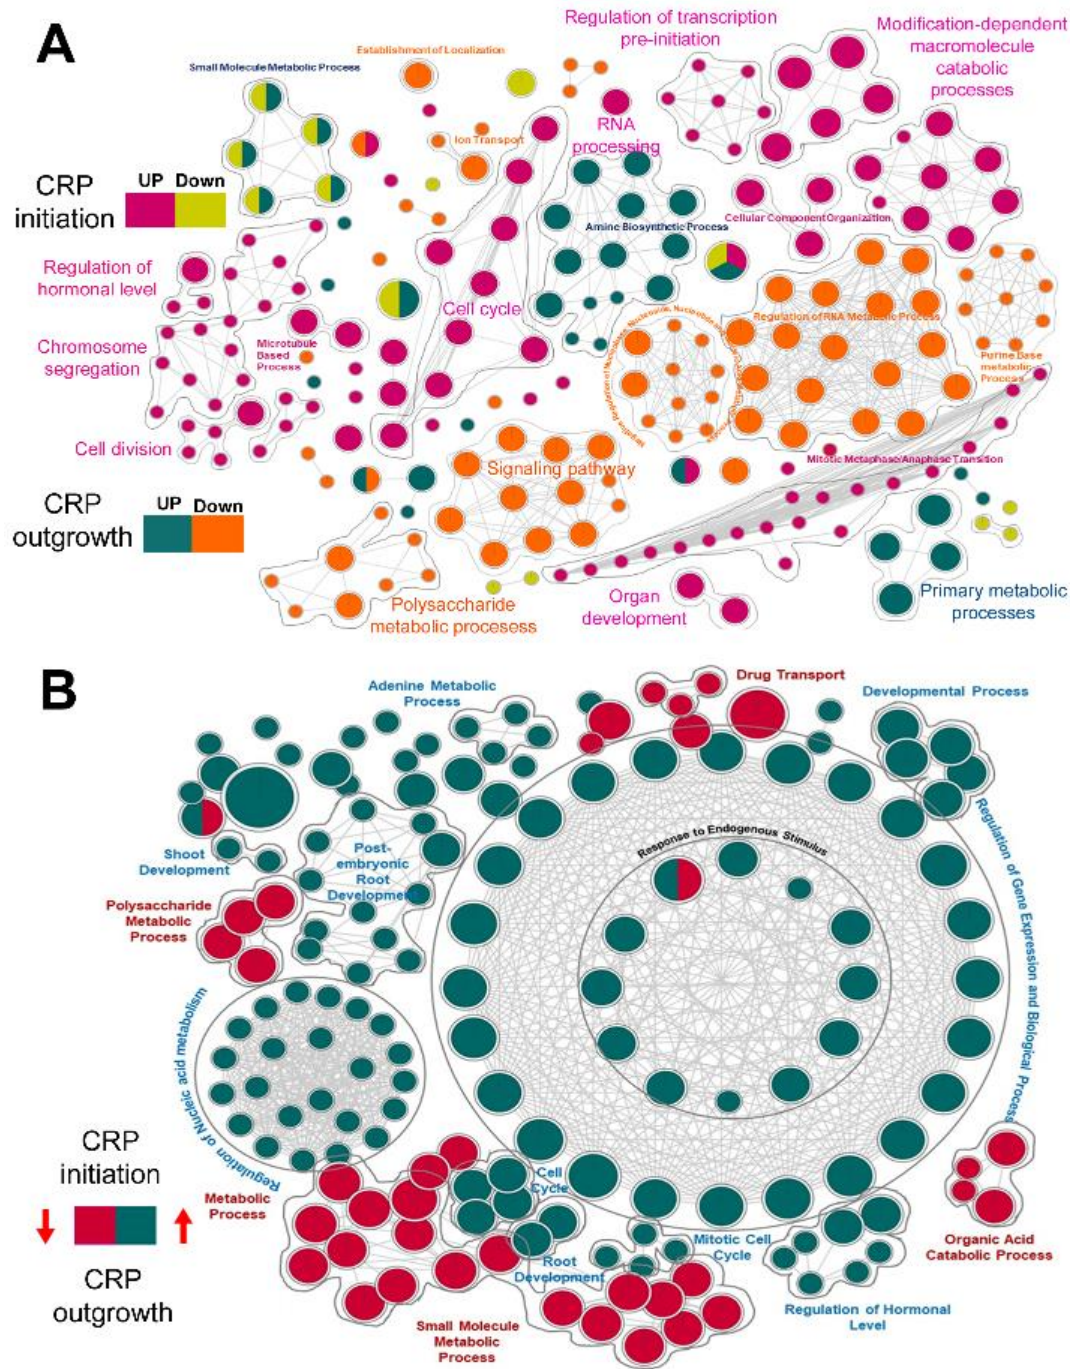 A
Regulation of transcription
pre-initiation
Modification-dependent
macromolecule
catabolic
processes
Establishment of Localization
Small Molecule Metabolic Process
RNA
processing
Ion Transport
CRP
initiation
UP Down
Amine Biosynthetic Process
Cellular Component Organization
Regulation of
hormonal level
Cell cycle
Regulation of RNA Metabolic Process
Chromosome
segregation
Microtubule
Based
Process
Purine Base
metabolic
Process
Cell division
Signaling pathway
Mitotic Metaphase/Anaphase Transition
CRP
outgrowth
UP Down
Polysaccharide
metabolic procesess
Organ
development
Primary metabolic
processes
B
Adenine Metabolic
Process
Drug Transport
Developmental Process
Response to Endogenous Stimulus
Regulation of Gene Expression and Biological Process
Shoot
Development
Post-
embryonic
Root
Development
Polysaccharide
Metabolic
Process
Regulation of Nucleic acid metabolism
CRP
initiation
CRP
outgrowth
Metabolic
Process
Cell
Cycle
Root
Development
Mitotic Cell
Cycle
Organic Acid
Catabolic Process
Regulation of Hormonal
Level
Small Molecule
Metabolic
Process